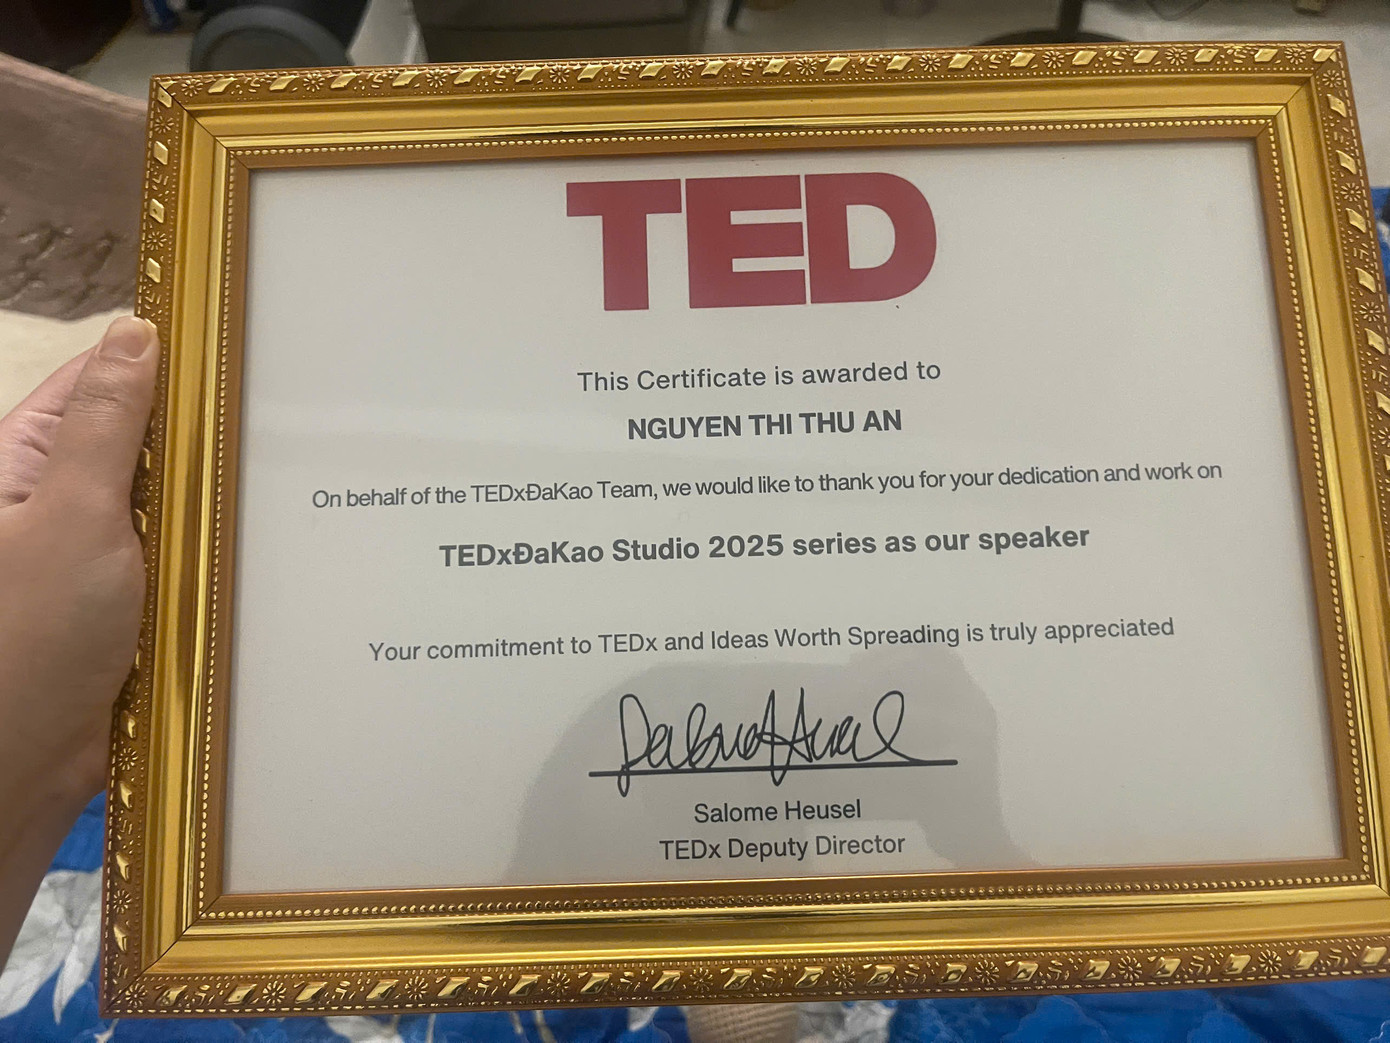 TED
This Certificate is awarded to
NGUYEN THI THU AN
On behalf of the TEDxĐaKao Team, we would like to thank you for your dedication and work on
TEDxĐaKao Studio 2025 series as our speaker
Your commitment to TEDx and Ideas Worth Spreading is truly appreciated
Salome Heusel
Salome Heusel
TEDx Deputy Director